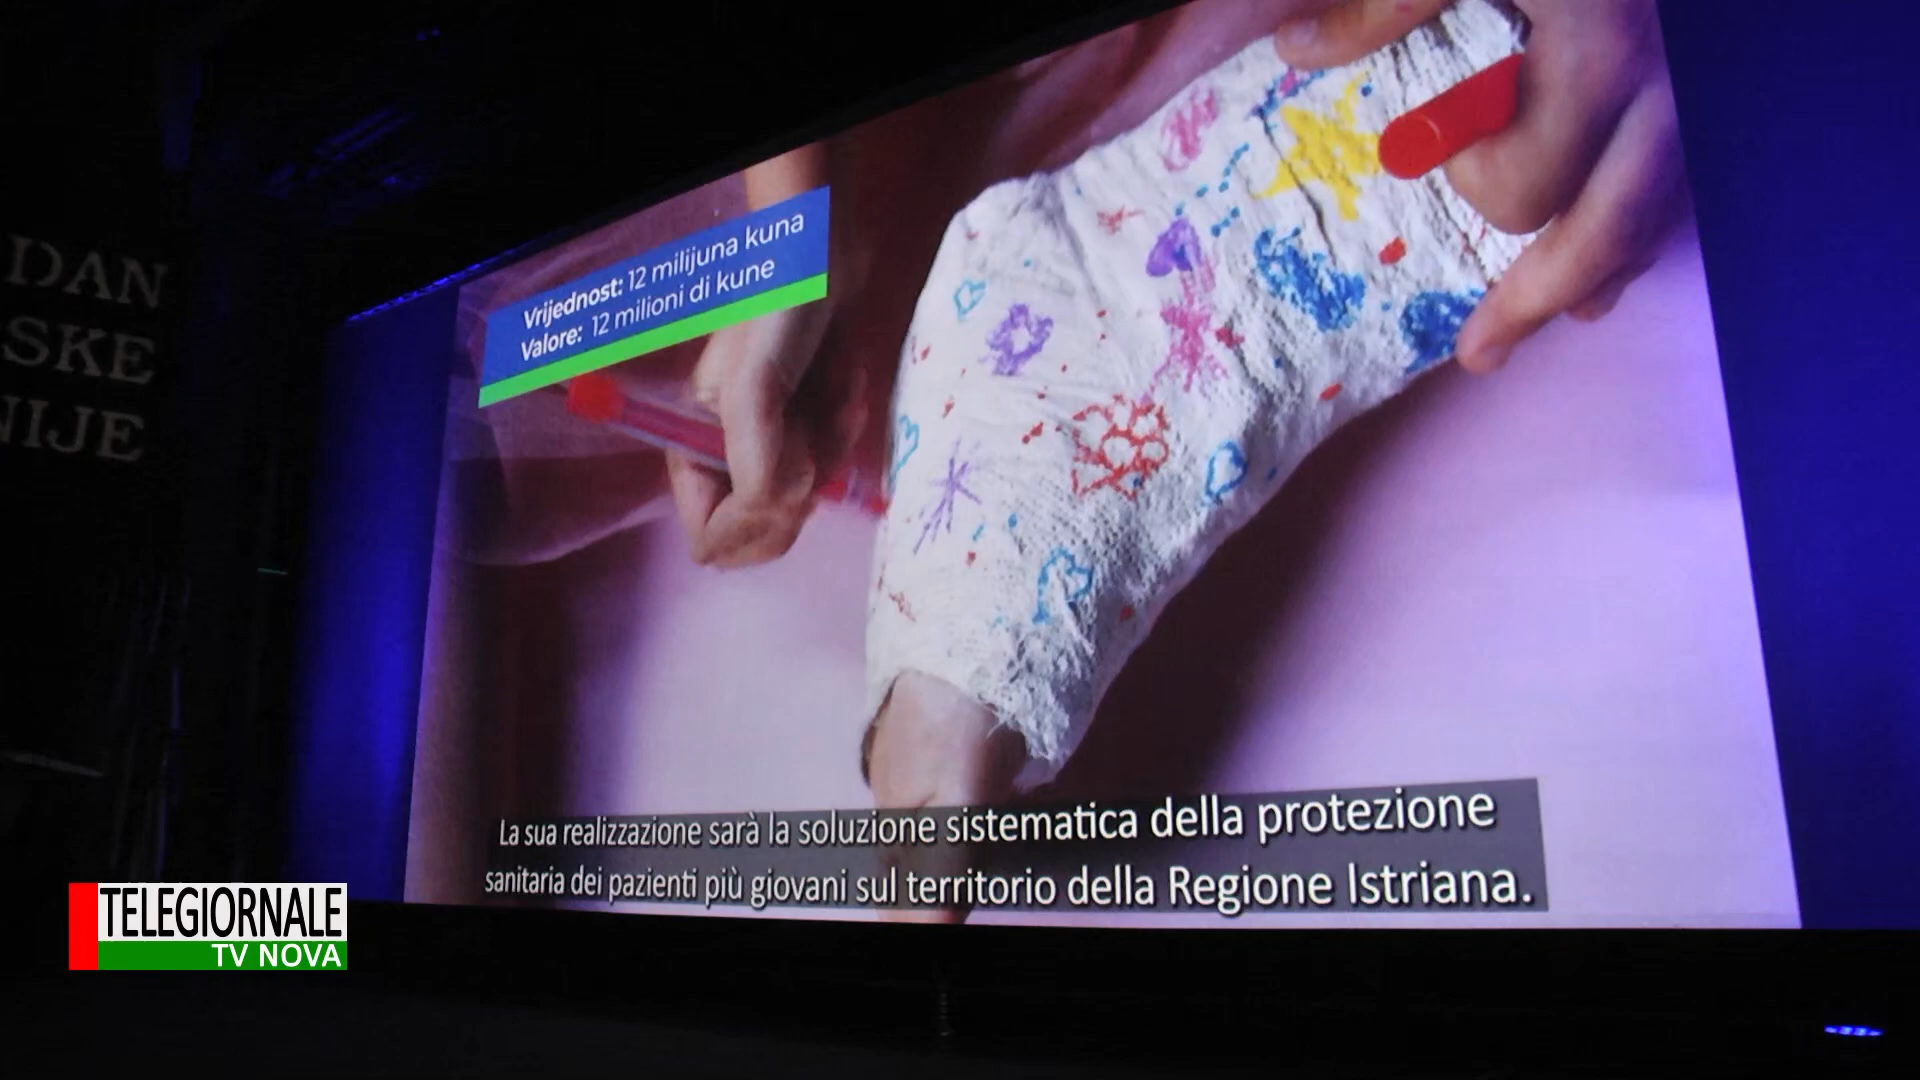 DAN
SKE
NIJE
Vrijednost: 12 milijuna kuna
Valore: 12 milioni di kune
La sua realizzazione sarà la soluzione sistematica della protezione
sanitaria dei pazienti più giovani sul territorio della Regione Istriana.
TELEGIORNALE
TV NOVA